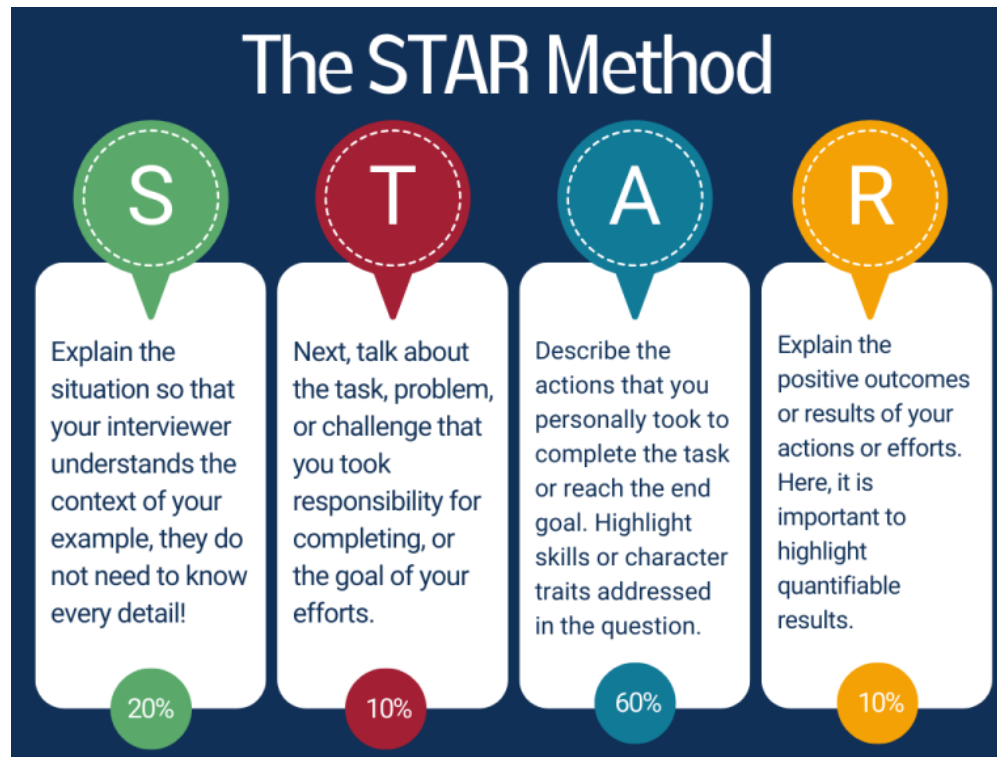 The STAR Method
S
T
A
R
Explain the
situation so that
your interviewer
understands the
context of your
example, they do
not need to know
every detail!
20%
Next, talk about
the task, problem,
or challenge that
you took
responsibility for
completing, or
the goal of your
efforts.
10%
Describe the
actions that you
personally took to
complete the task
or reach the end
goal. Highlight
skills or character
traits addressed
in the question.
60%
Explain the
positive outcomes
or results of your
actions or efforts.
Here, it is
important to
highlight
quantifiable
results.
10%